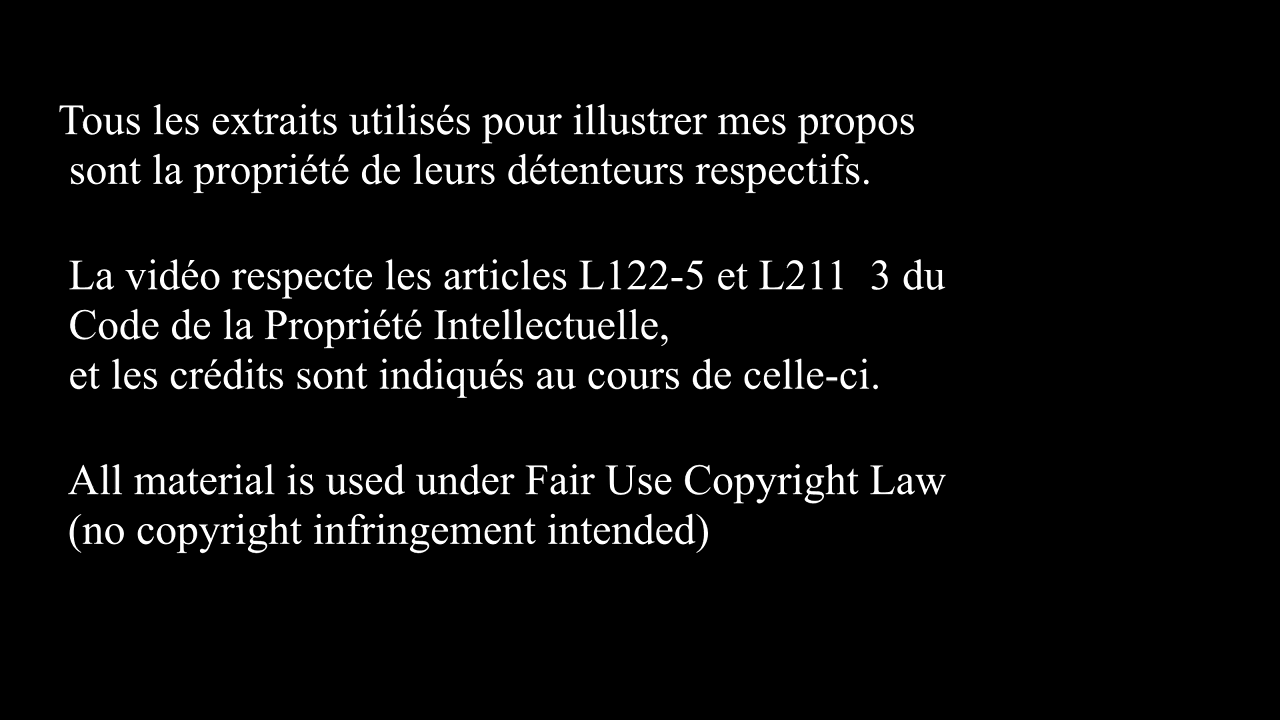 Tous les extraits utilisés pour illustrer mes propos
sont la propriété de leurs détenteurs respectifs.
La vidéo respecte les articles L122-5 et L211  3 du
Code de la Propriété Intellectuelle,
et les crédits sont indiqués au cours de celle-ci.
All material is used under Fair Use Copyright Law
(no copyright infringement intended)